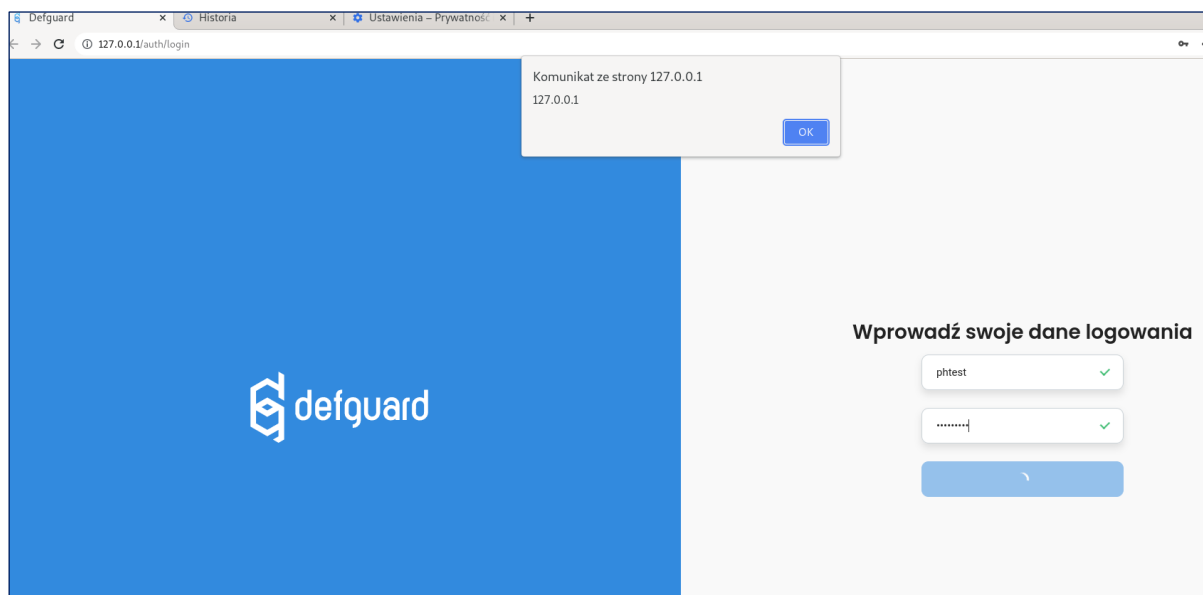 Defguard
Historia
Ustawienia – Prywatność
127.0.0.1/auth/login
Komunikat ze strony 127.0.0.1
127.0.0.1
OK
defguard
Wprowadź swoje dane logowania
phtest